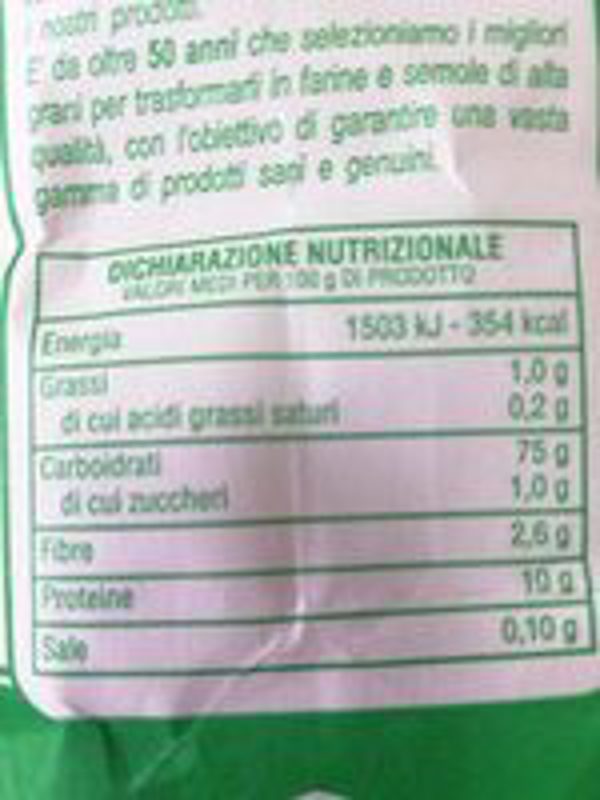 nostri prodotti.
E' da oltre 50 anni che selezioniamo i migliori
grani per trasformarli in farine e semole di alta
qualità, con l'obiettivo di garantire una vasta
gamma di prodotti sani e genuini.
DICHIARAZIONE NUTRIZIONALE
VALORI MEDI PER 100 g DI PRODOTTO
Energia 1503 kJ - 354 kcal
Grassi 1,0 g
di cui acidi grassi saturi 0,2 g
Carboidrati 75 g
di cui zuccheri 1,0 g
Fibre 2,6 g
Proteine 10 g
Sale 0,10 g